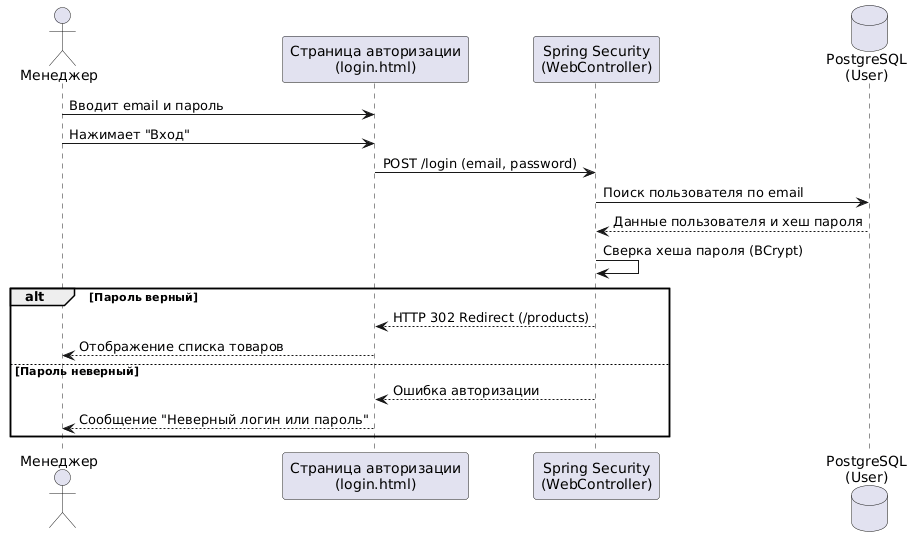 Менеджер
Страница авторизации
(login.html)
Spring Security
(WebController)
PostgreSQL
(User)
Вводит email и пароль
Нажимает "Вход"
POST /login (email, password)
Поиск пользователя по email
Данные пользователя и хеш пароля
Сверка хеша пароля (BCrypt)
alt [Пароль верный]
HTTP 302 Redirect (/products)
Отображение списка товаров
[Пароль неверный]
Ошибка авторизации
Сообщение "Неверный логин или пароль"
Менеджер
Страница авторизации
(login.html)
Spring Security
(WebController)
PostgreSQL
(User)